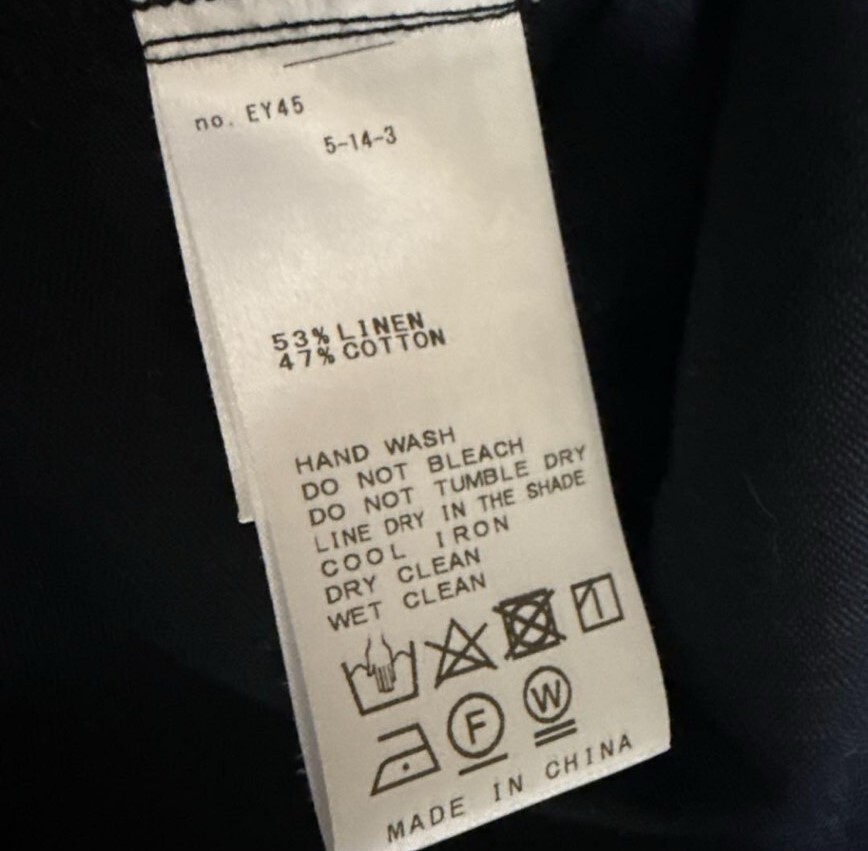 no. EY45
5-14-3
53% LINEN
47% COTTON
HAND WASH
DO NOT BLEACH
DO NOT TUMBLE DRY
LINE DRY IN THE SHADE
COOL IRON
DRY CLEAN
WET CLEAN
F W
MADE IN CHINA